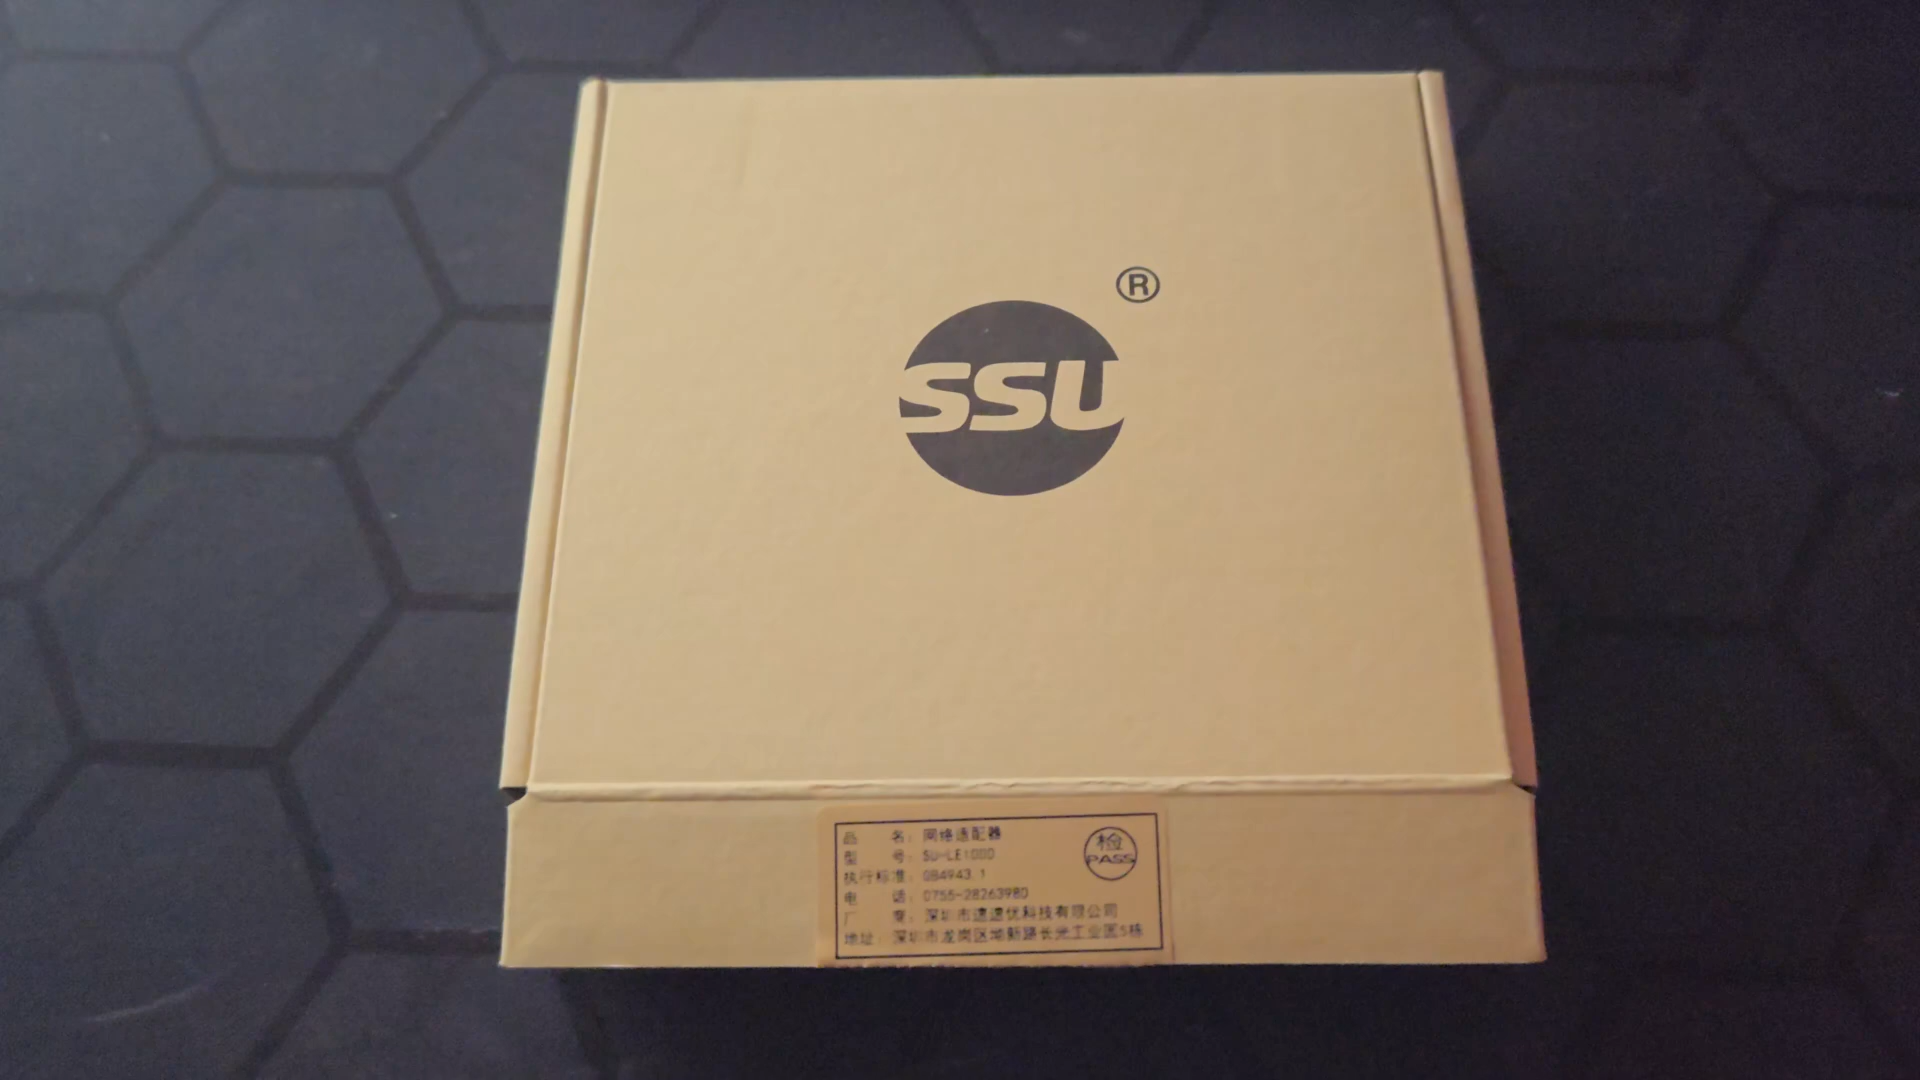 ®
SSU
品 名：网络适配器
型 号：SU-LE1000
执行标准：GB4943.1
电 话：0755-28263980
厂 商：深圳市速速优科技有限公司
地址：深圳市龙岗区坳新路长光工业区5栋
检
PASS